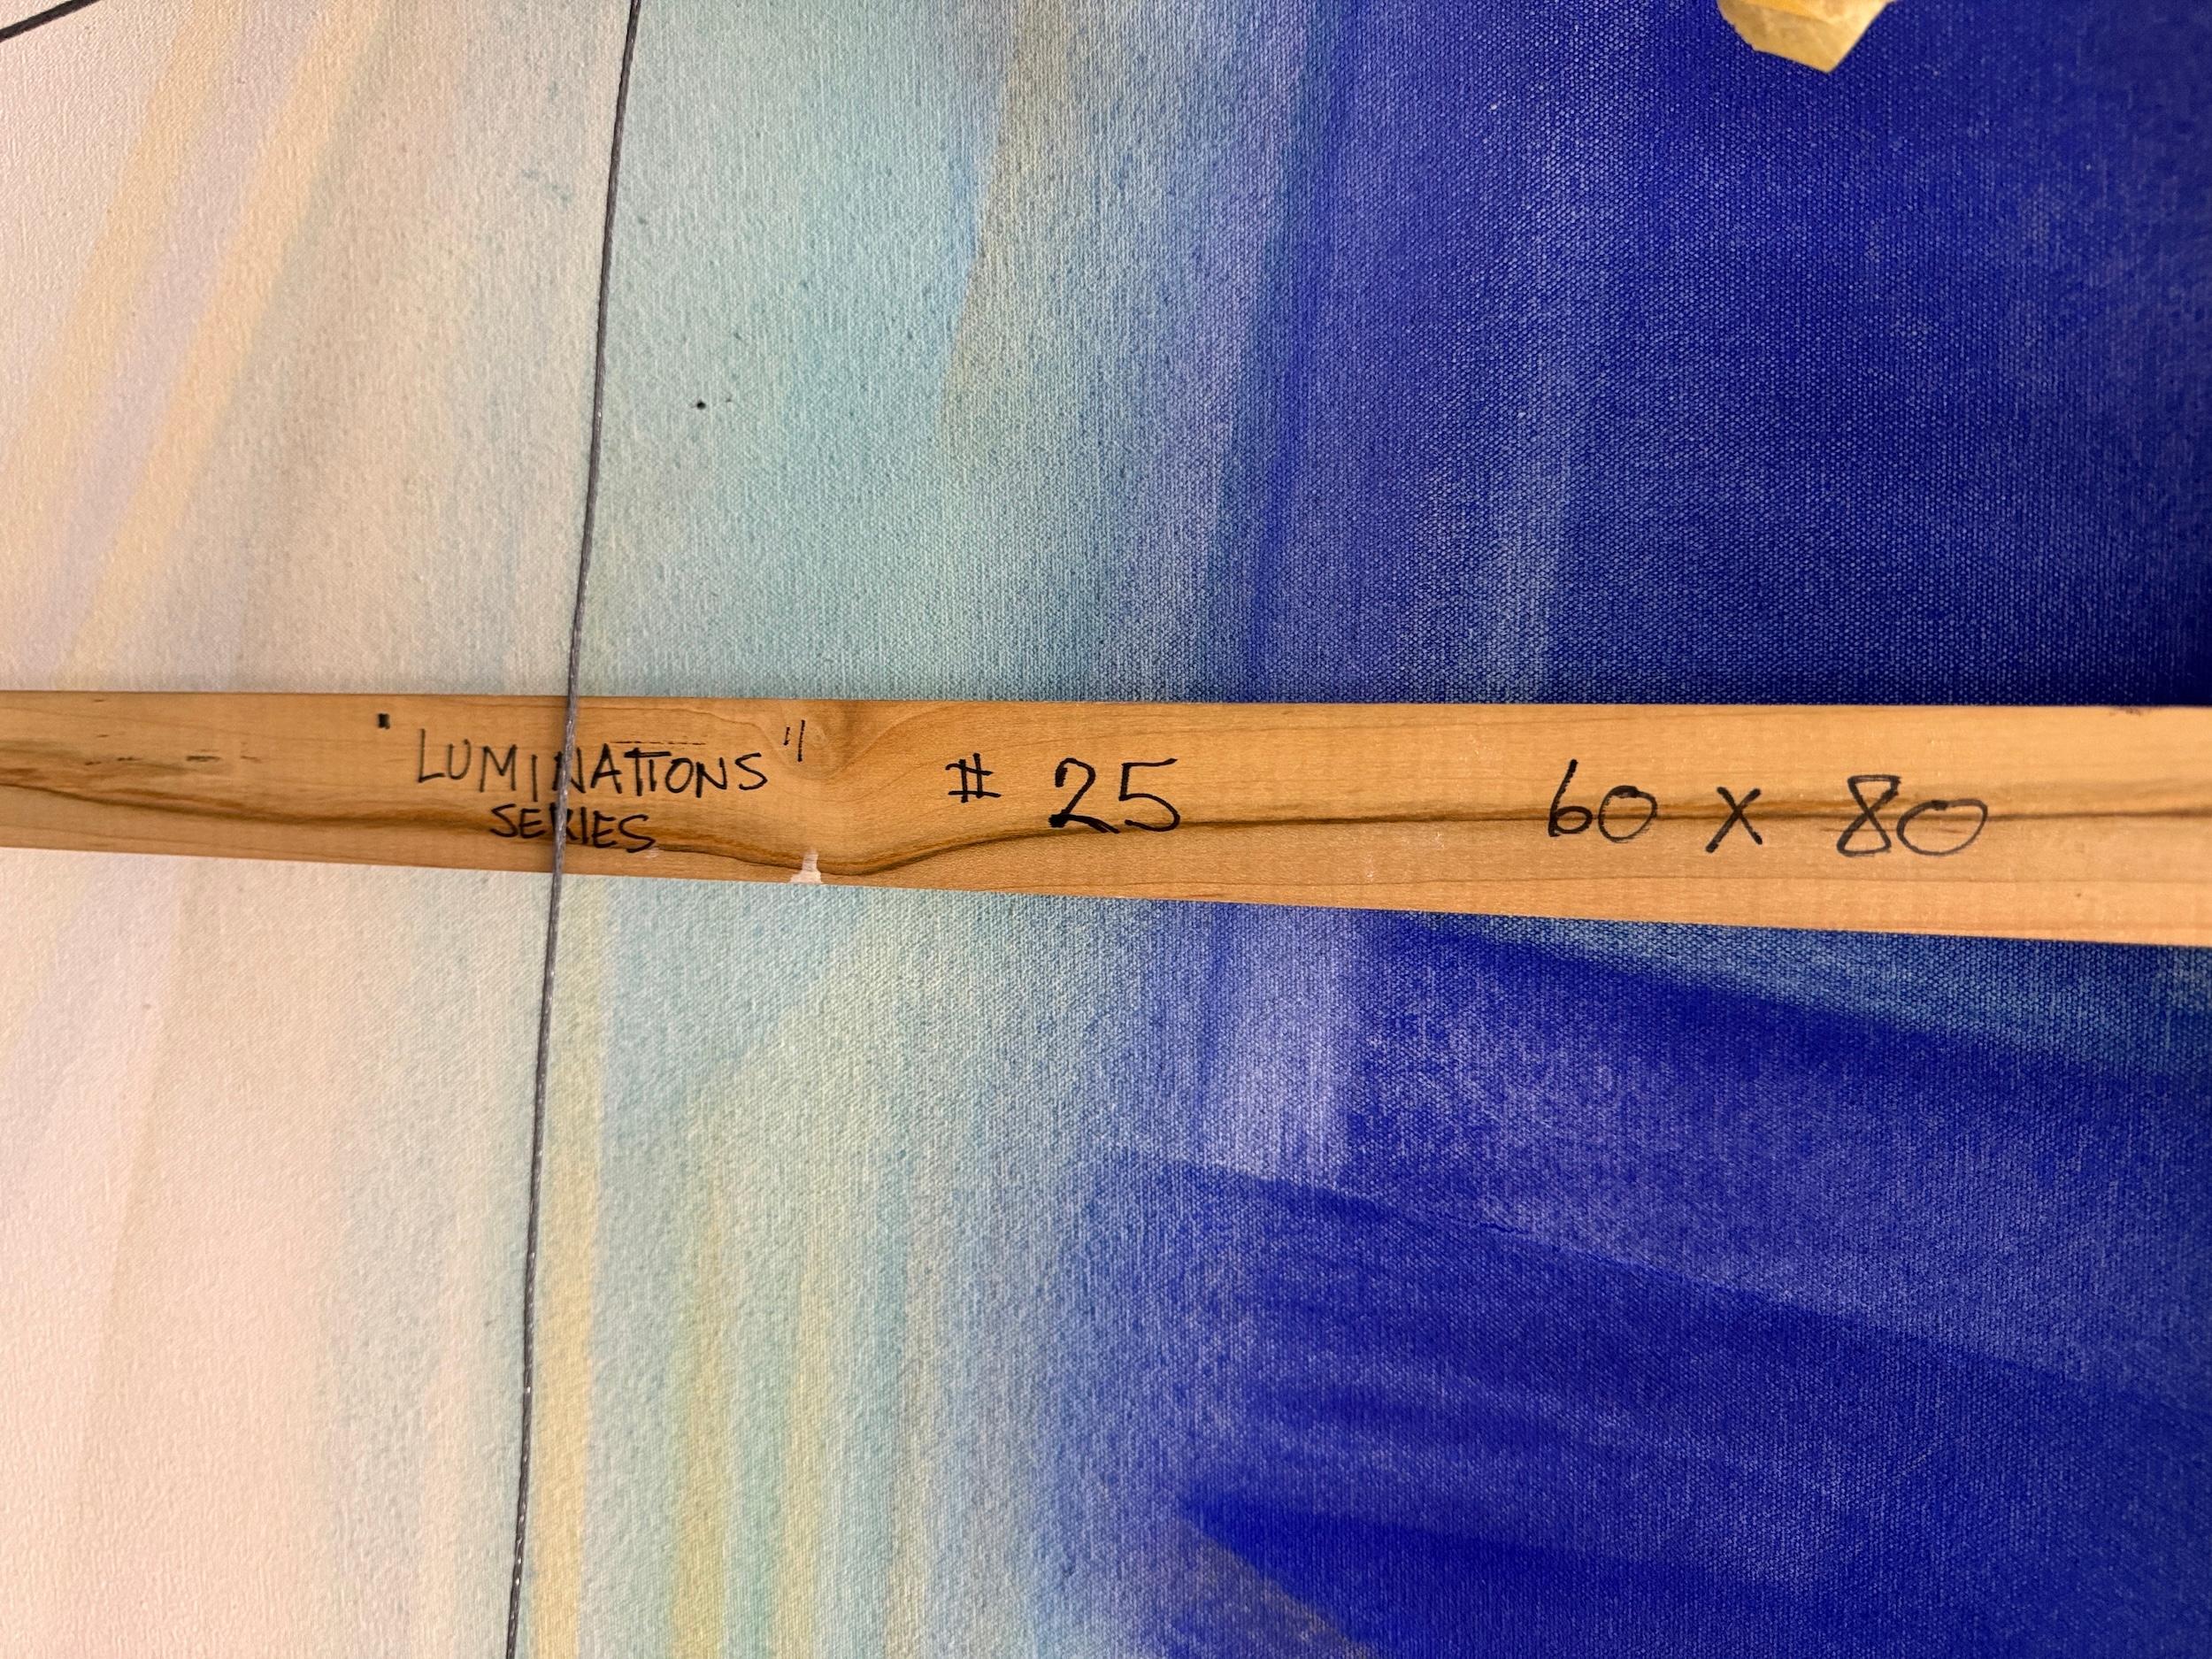 "LUMINATIONS" # 25 60 x 80
SERIES